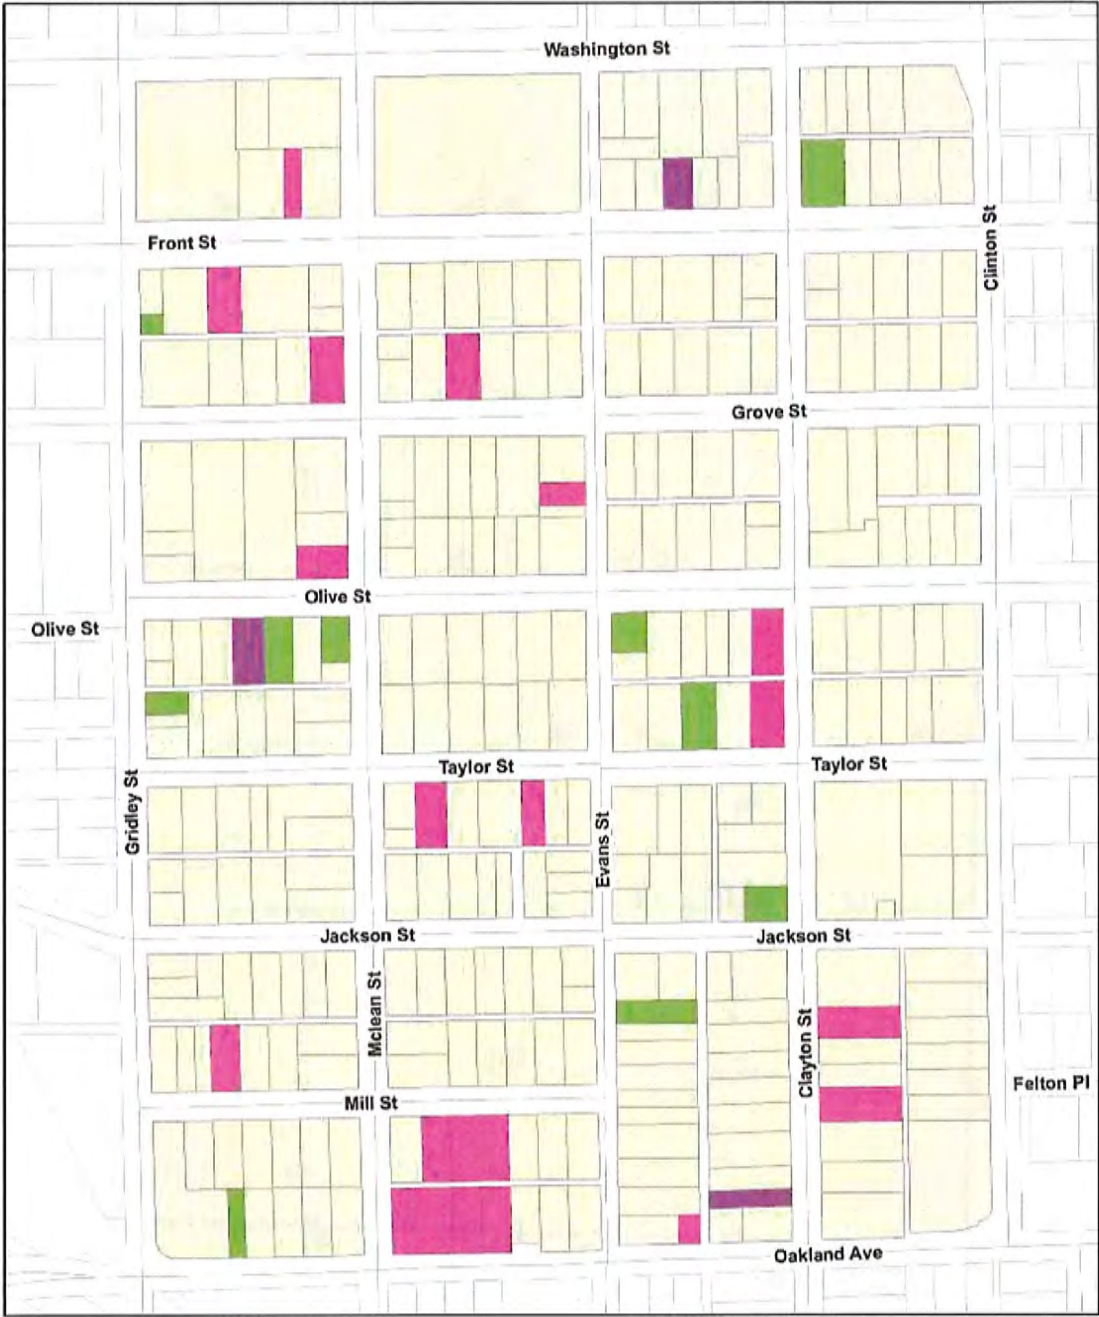 Washington St
Clinton St
Front St
Grove St
Olive St
Olive St
Taylor St
Taylor St
Gridley St
Evans St
Jackson St
Jackson St
Mclean St
Clayton St
Felton Pl
Mill St
Oakland Ave